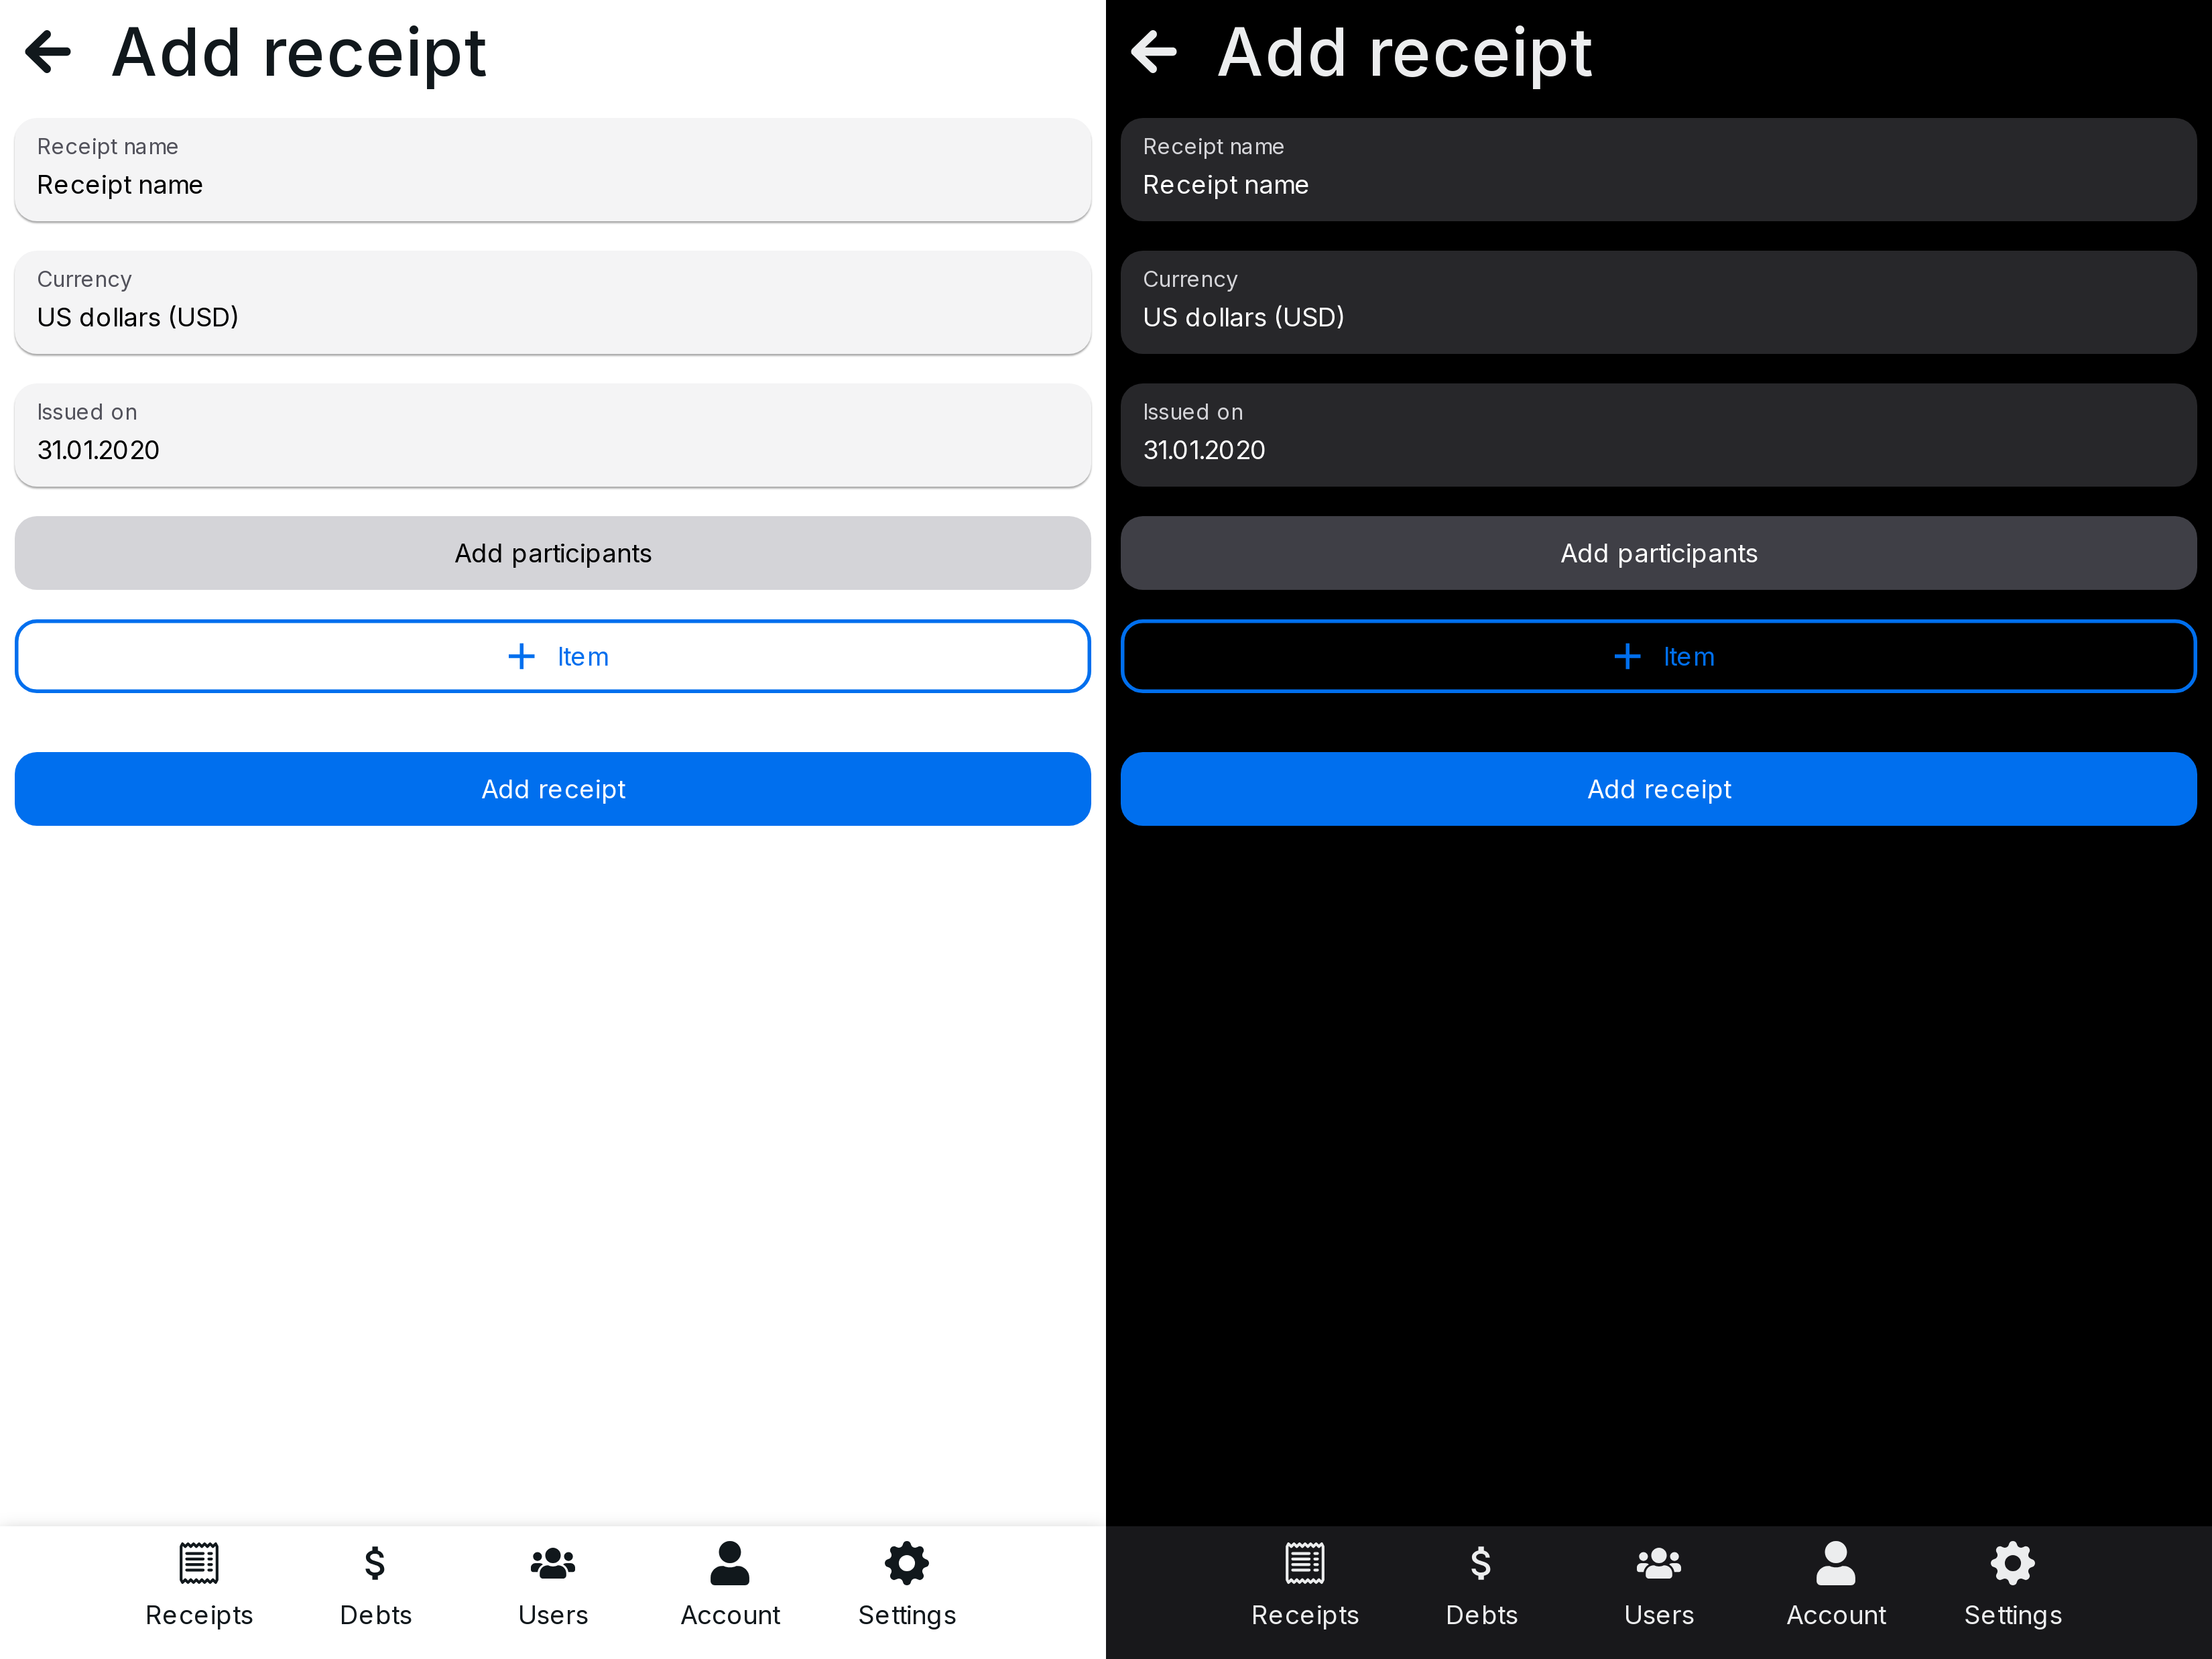 Add receipt
Receipt name
Receipt name
Currency
US dollars (USD)
Issued on
31.01.2020
Add participants
Item
Add receipt
Receipts
Debts
Users
Account
Settings
Add receipt
Receipt name
Receipt name
Currency
US dollars (USD)
Issued on
31.01.2020
Add participants
Item
Add receipt
Receipts
Debts
Users
Account
Settings